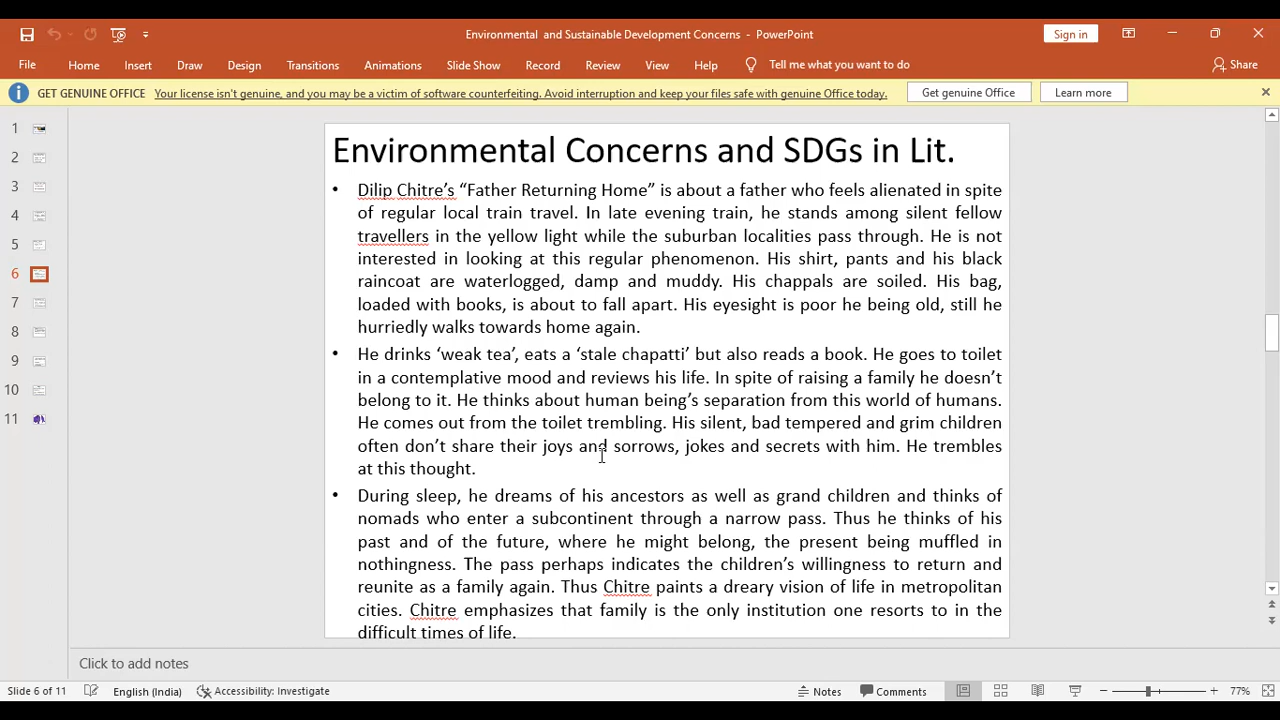 Environmental  and Sustainable Development Concerns  -  PowerPoint
Sign in
File Home Insert Draw Design Transitions Animations Slide Show Record Review View Help Tell me what you want to do Share
GET GENUINE OFFICE Your license isn't genuine, and you may be a victim of software counterfeiting. Avoid interruption and keep your files safe with genuine Office today. Get genuine Office Learn more
1
2
3
4
5
6
7
8
9
10
11
Environmental Concerns and SDGs in Lit.
• Dilip Chitre's “Father Returning Home” is about a father who feels alienated in spite
of regular local train travel. In late evening train, he stands among silent fellow
travellers in the yellow light while the suburban localities pass through. He is not
interested in looking at this regular phenomenon. His shirt, pants and his black
raincoat are waterlogged, damp and muddy. His chappals are soiled. His bag,
loaded with books, is about to fall apart. His eyesight is poor he being old, still he
hurriedly walks towards home again.
• He drinks ‘weak tea’, eats a ‘stale chapatti’ but also reads a book. He goes to toilet
in a contemplative mood and reviews his life. In spite of raising a family he doesn’t
belong to it. He thinks about human being’s separation from this world of humans.
He comes out from the toilet trembling. His silent, bad tempered and grim children
often don’t share their joys and sorrows, jokes and secrets with him. He trembles
at this thought.
• During sleep, he dreams of his ancestors as well as grand children and thinks of
nomads who enter a subcontinent through a narrow pass. Thus he thinks of his
past and of the future, where he might belong, the present being muffled in
nothingness. The pass perhaps indicates the children’s willingness to return and
reunite as a family again. Thus Chitre paints a dreary vision of life in metropolitan
cities. Chitre emphasizes that family is the only institution one resorts to in the
difficult times of life.
Click to add notes
Slide 6 of 11 English (India) Accessibility: Investigate Notes Comments 77%